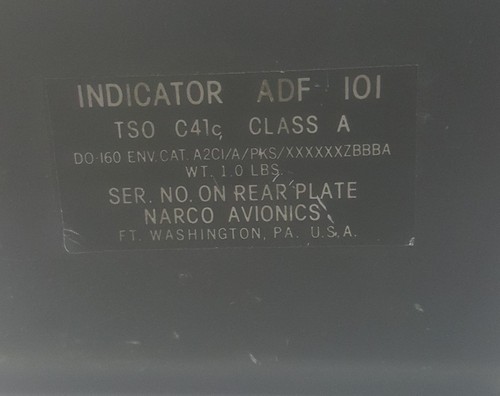 INDICATOR ADF 101
TSO C41c, CLASS A
DO-160 ENV. CAT. A2C1/A/PKS/XXXXXXZBBBA
WT. 1.0 LBS.
SER. NO. ON REAR PLATE
NARCO AVIONICS
FT. WASHINGTON, PA. U.S.A.